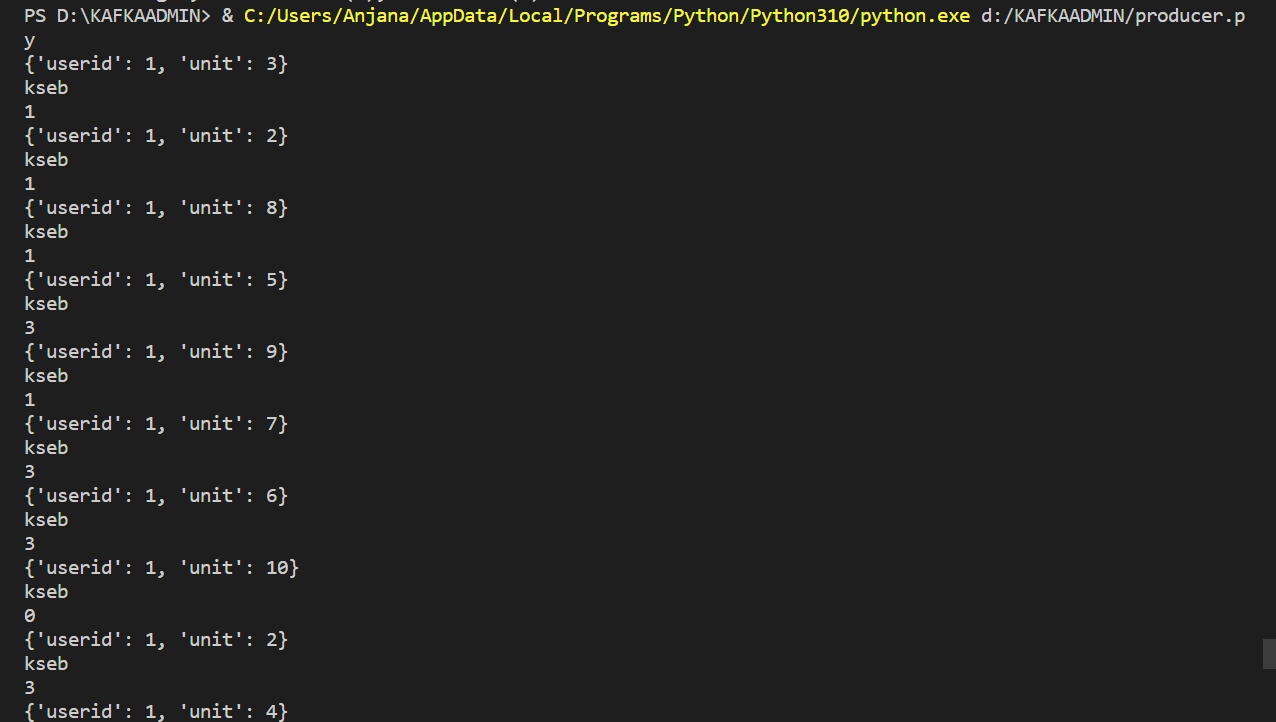 PS D:\KAFKAADMIN> & C:/Users/Anjana/AppData/Local/Programs/Python/Python310/python.exe d:/KAFKAADMIN/producer.p
y
{'userid': 1, 'unit': 3}
kseb
1
{'userid': 1, 'unit': 2}
kseb
1
{'userid': 1, 'unit': 8}
kseb
1
{'userid': 1, 'unit': 5}
kseb
3
{'userid': 1, 'unit': 9}
kseb
1
{'userid': 1, 'unit': 7}
kseb
3
{'userid': 1, 'unit': 6}
kseb
3
{'userid': 1, 'unit': 10}
kseb
0
{'userid': 1, 'unit': 2}
kseb
3
{'userid': 1, 'unit': 4}